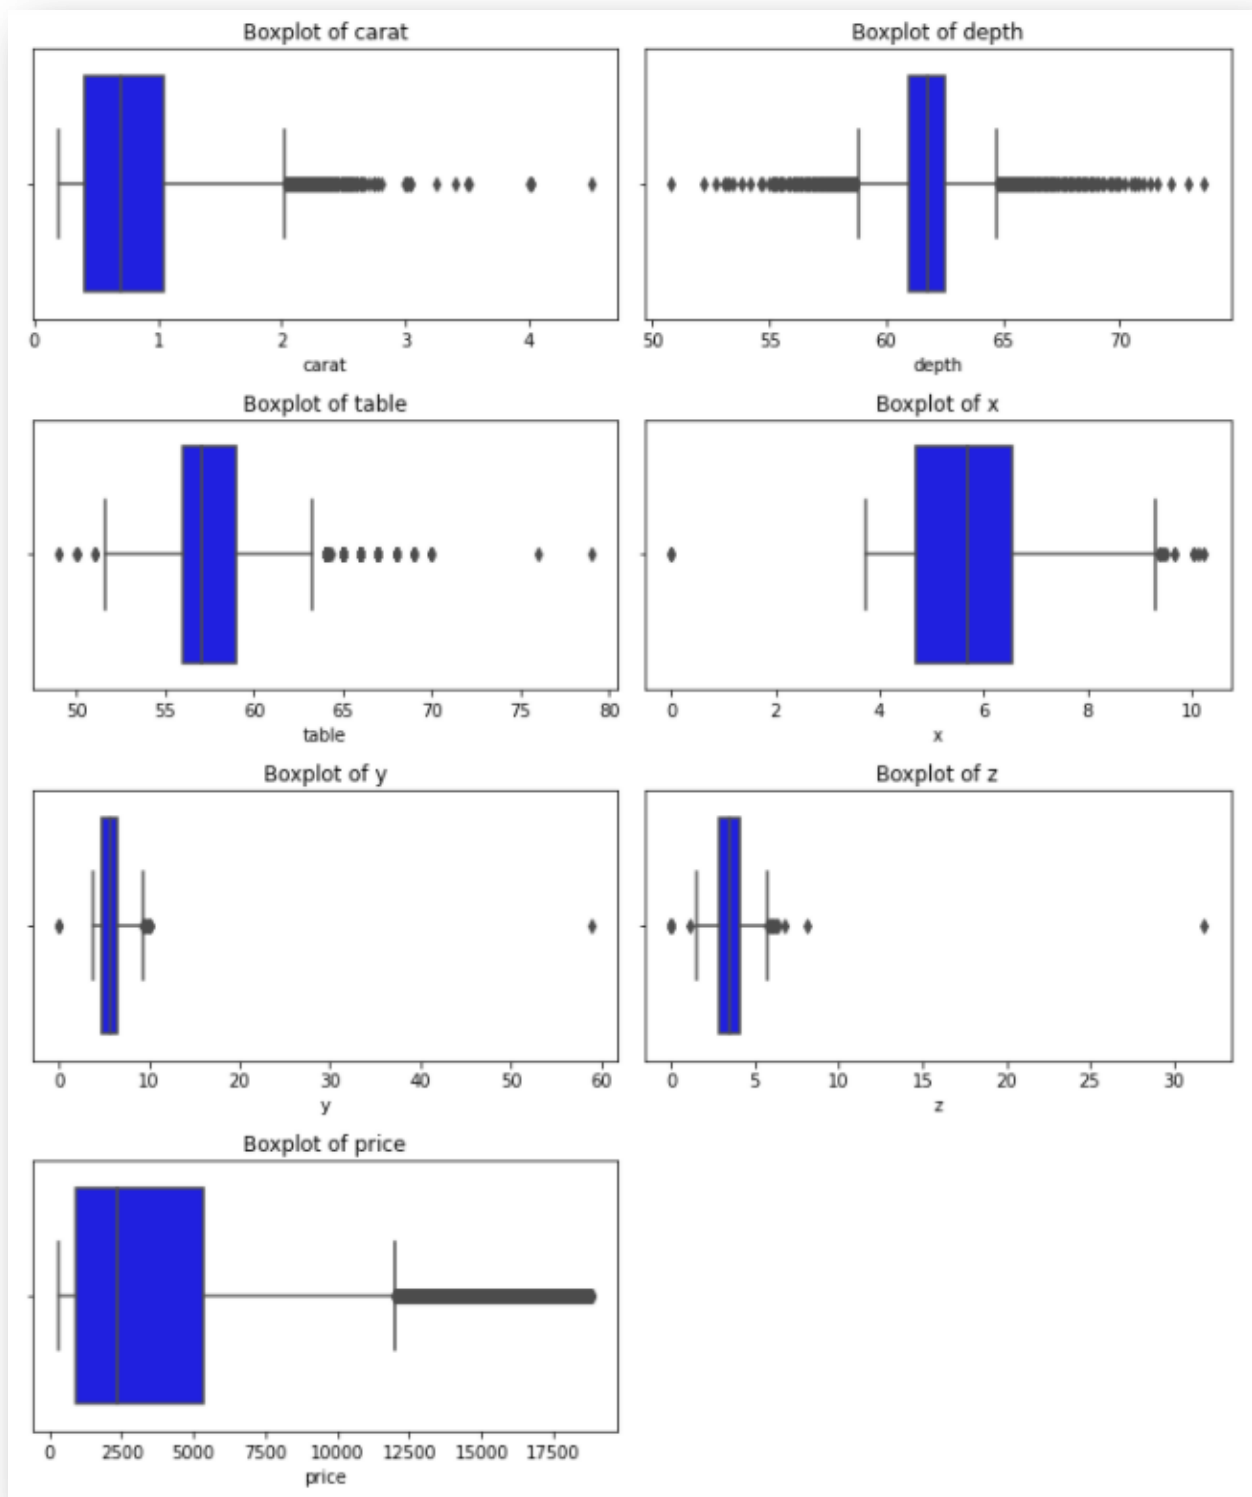 Boxplot of carat
0 1 2 3 4
carat
Boxplot of depth
50 55 60 65 70
depth
Boxplot of table
50 55 60 65 70 75 80
table
Boxplot of x
0 2 4 6 8 10
x
Boxplot of y
0 10 20 30 40 50 60
y
Boxplot of z
0 5 10 15 20 25 30
z
Boxplot of price
0 2500 5000 7500 10000 12500 15000 17500
price